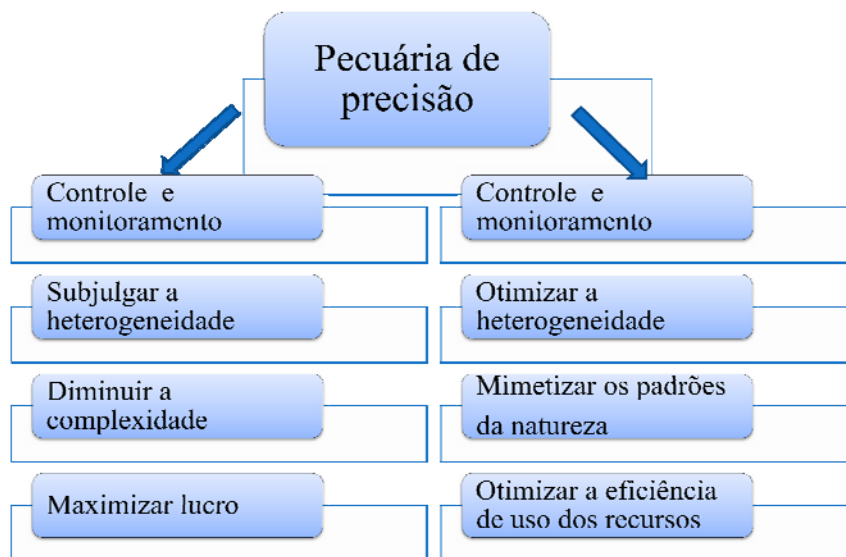 Pecuária de
precisão
Controle e
monitoramento
Subjulgar a
heterogeneidade
Diminuir a
complexidade
Maximizar lucro
Controle e
monitoramento
Otimizar a
heterogeneidade
Mimetizar os padrões
da natureza
Otimizar a eficiência
de uso dos recursos